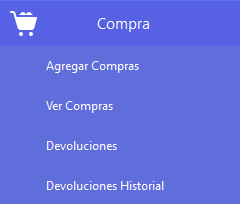 Compra
Agregar Compras
Ver Compras
Devoluciones
Devoluciones Historial